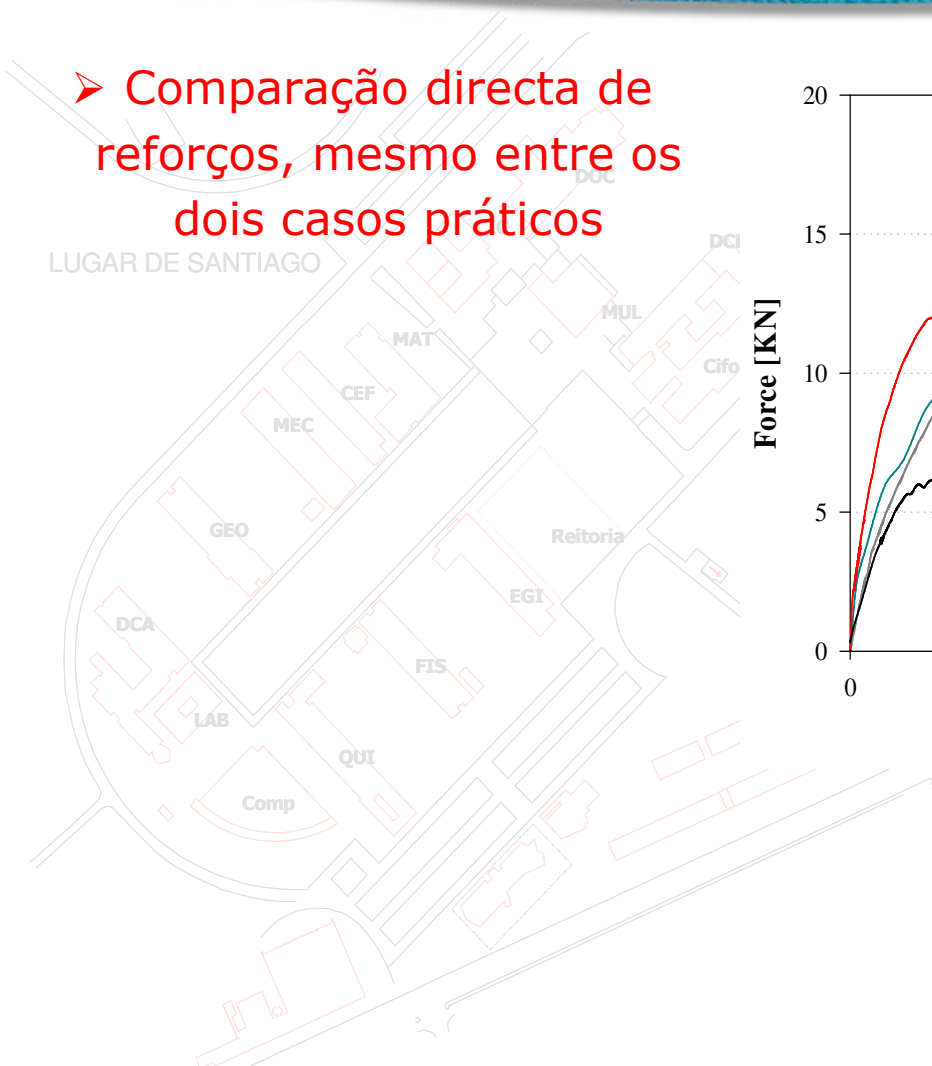 ➢ Comparação directa de
reforços, mesmo entre os
dois casos práticos
LUGAR DE SANTIAGO
DOC
MUL
MAT
CEF
MEC
GEO
Reitoria
EGI
DCA
FIS
LAB
QUI
Comp
Cifo
Force [KN]
20
15
10
5
0
0